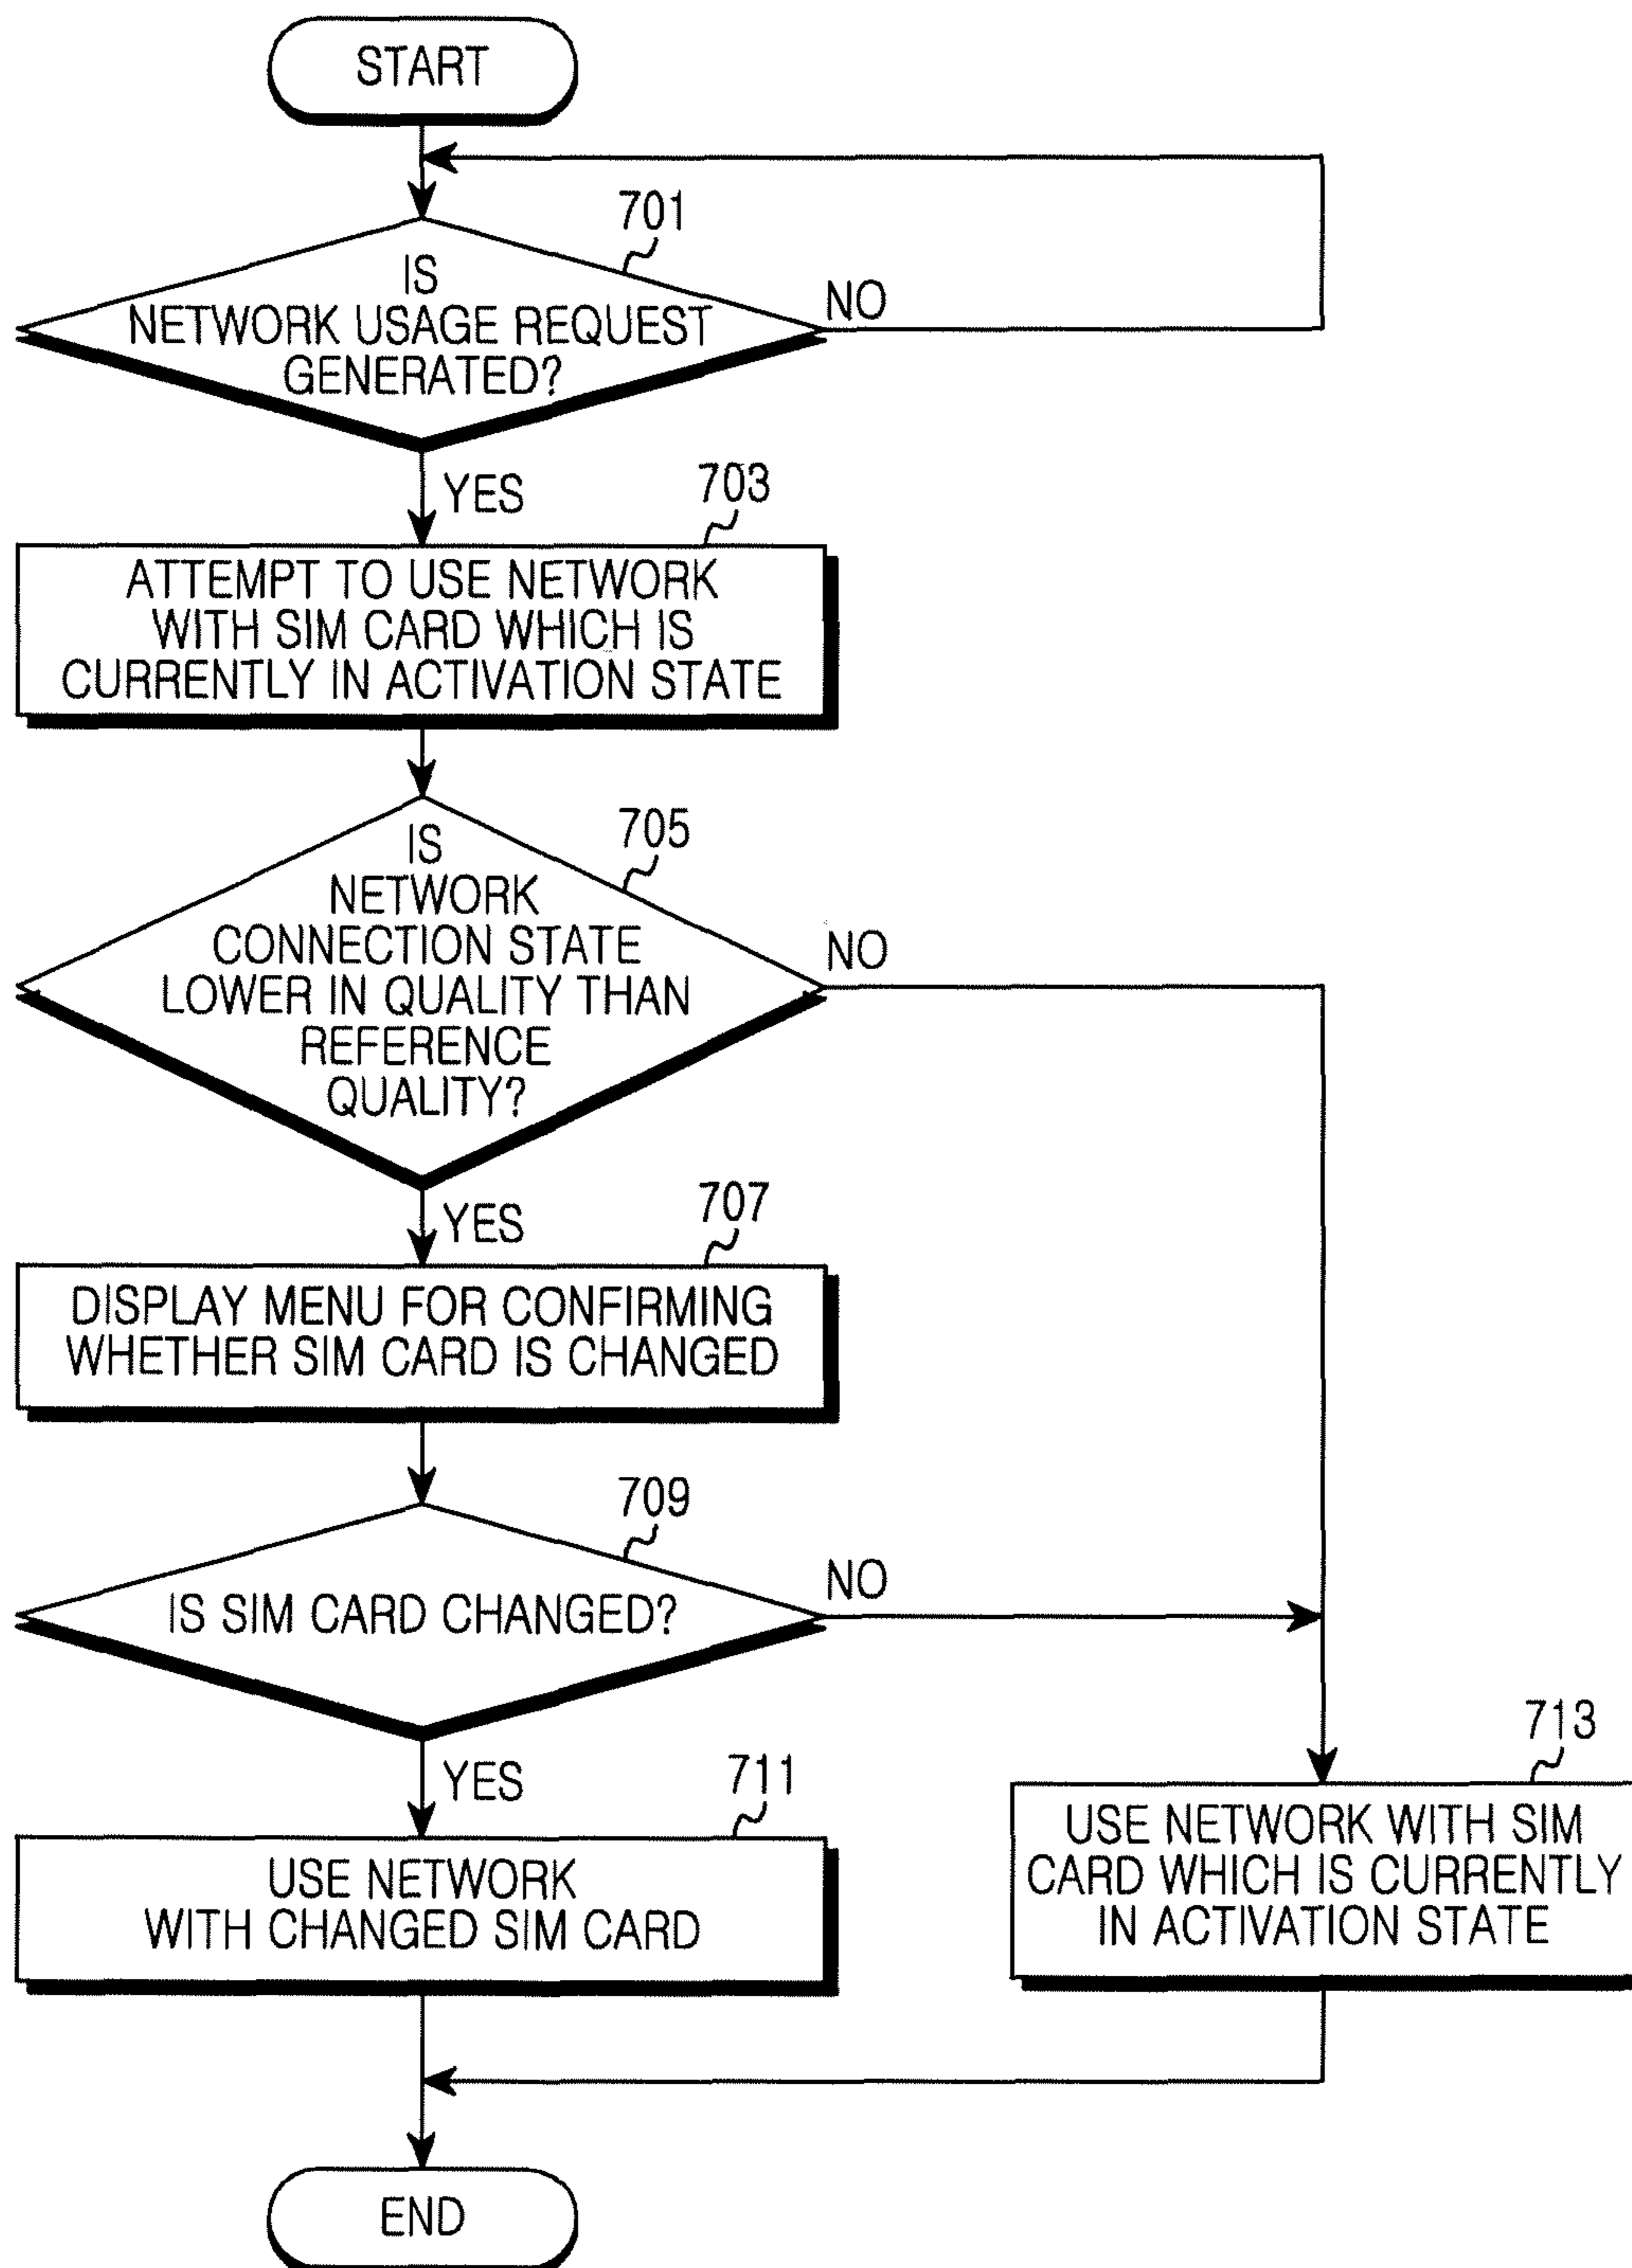 START
701
IS
NETWORK USAGE REQUEST
GENERATED?
NO
YES
703
ATTEMPT TO USE NETWORK
WITH SIM CARD WHICH IS
CURRENTLY IN ACTIVATION STATE
705
IS
NETWORK
CONNECTION STATE
LOWER IN QUALITY THAN
REFERENCE
QUALITY?
NO
YES
707
DISPLAY MENU FOR CONFIRMING
WHETHER SIM CARD IS CHANGED
709
IS SIM CARD CHANGED?
NO
YES
711
USE NETWORK
WITH CHANGED SIM CARD
713
USE NETWORK WITH SIM
CARD WHICH IS CURRENTLY
IN ACTIVATION STATE
END